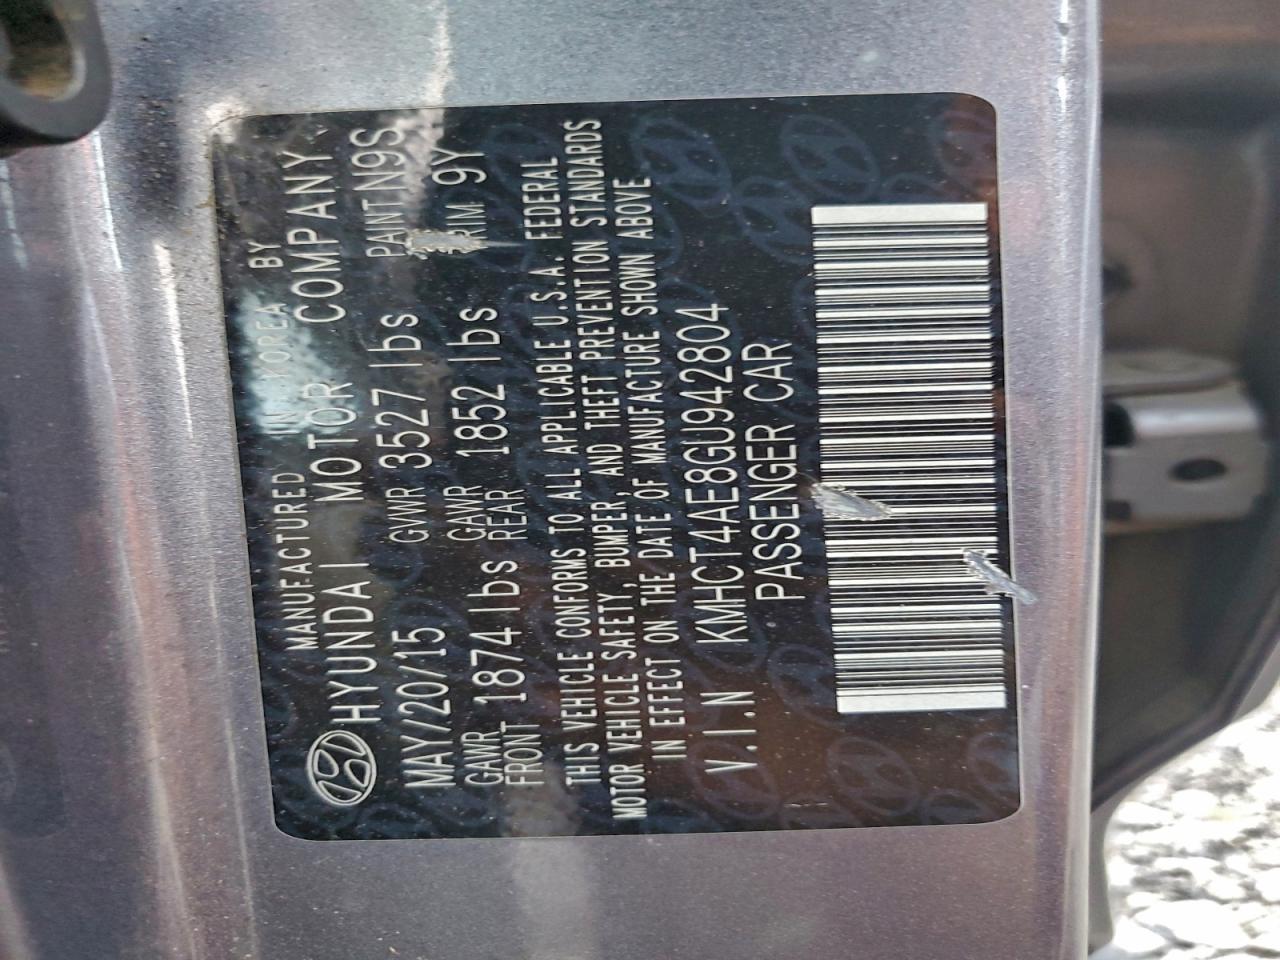 MANUFACTURED IN KOREA BY
HYUNDAI MOTOR COMPANY
MAY/20/15 GVWR 3527 lbs PAINT N9S
GAWR FRONT 1874 lbs GAWR REAR 1852 lbs TRIM 9Y
THIS VEHICLE CONFORMS TO ALL APPLICABLE U.S.A. FEDERAL
MOTOR VEHICLE SAFETY, BUMPER, AND THEFT PREVENTION STANDARDS
IN EFFECT ON THE DATE OF MANUFACTURE SHOWN ABOVE
V.I.N KMHCT4AE8GU942804
PASSENGER CAR